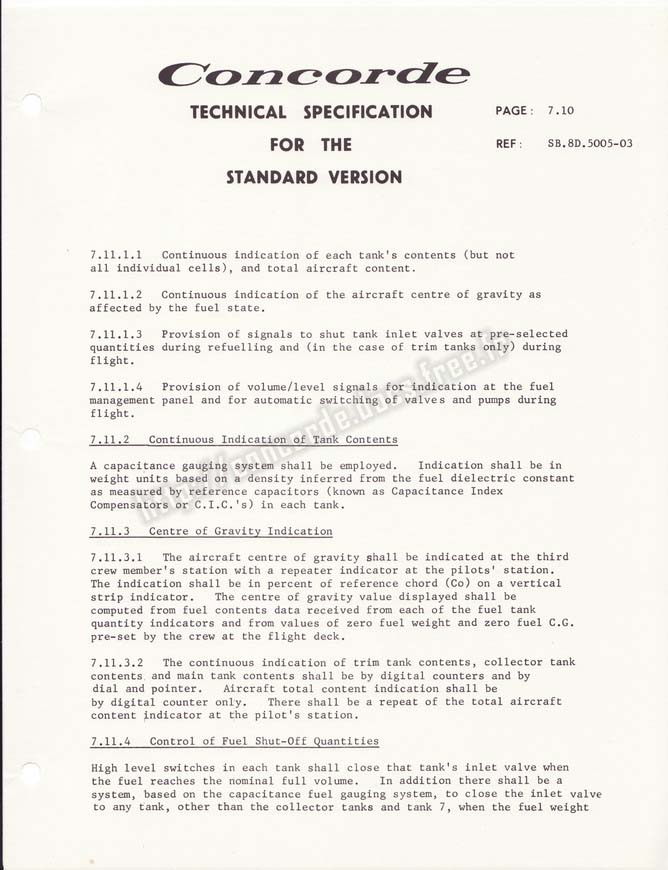 Concorde
TECHNICAL SPECIFICATION
PAGE: 7.10
FOR THE
REF: SB.8D.5005-03
STANDARD VERSION
7.11.1.1 Continuous indication of each tank's contents (but not
all individual cells), and total aircraft content.
7.11.1.2 Continuous indication of the aircraft centre of gravity as
affected by the fuel state.
7.11.1.3 Provision of signals to shut tank inlet valves at pre-selected
quantities during refuelling and (in the case of trim tanks only) during
flight.
7.11.1.4 Provision of volume/level signals for indication at the fuel
management panel and for automatic switching of valves and pumps during
flight.
7.11.2 Continuous Indication of Tank Contents
A capacitance gauging system shall be employed. Indication shall be in
weight units based on a density inferred from the fuel dielectric constant
as measured by reference capacitors (known as Capacitance Index
Compensators or C.I.C.'s) in each tank.
7.11.3 Centre of Gravity Indication
7.11.3.1 The aircraft centre of gravity shall be indicated at the third
crew member's station with a repeater indicator at the pilots' station.
The indication shall be in percent of reference chord (Co) on a vertical
strip indicator. The centre of gravity value displayed shall be
computed from fuel contents data received from each of the fuel tank
quantity indicators and from values of zero fuel weight and zero fuel C.G.
pre-set by the crew at the flight deck.
7.11.3.2 The continuous indication of trim tank contents, collector tank
contents and main tank contents shall be by digital counters and by
dial and pointer. Aircraft total content indication shall be
by digital counter only. There shall be a repeat of the total aircraft
content indicator at the pilot's station.
7.11.4 Control of Fuel Shut-Off Quantities
High level switches in each tank shall close that tank's inlet valve when
the fuel reaches the nominal full volume. In addition there shall be a
system, based on the capacitance fuel gauging system, to close the inlet valve
to any tank, other than the collector tanks and tank 7, when the fuel weight